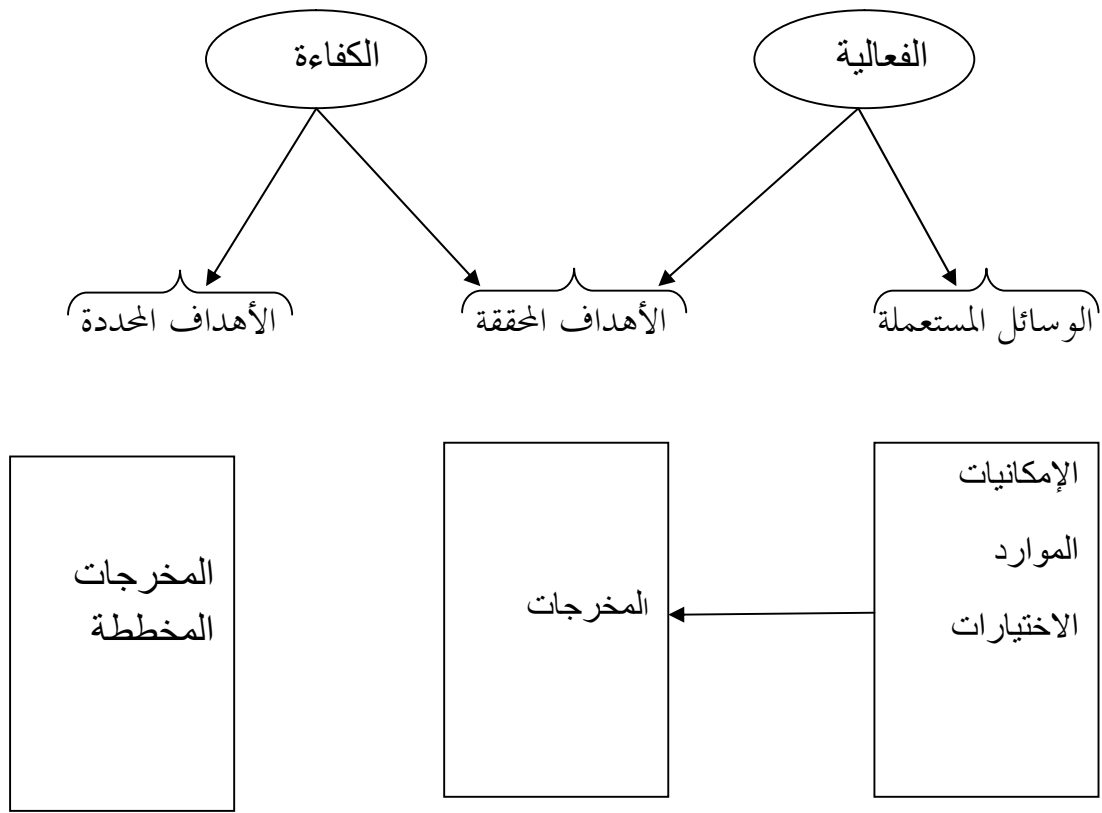 الفعالية
الكفاءة
الوسائل المستعملة
الأهداف المحققة
الأهداف المحددة
الإمكانيات
الموارد
الاختيارات
المخرجات
المخرجات
المخططة